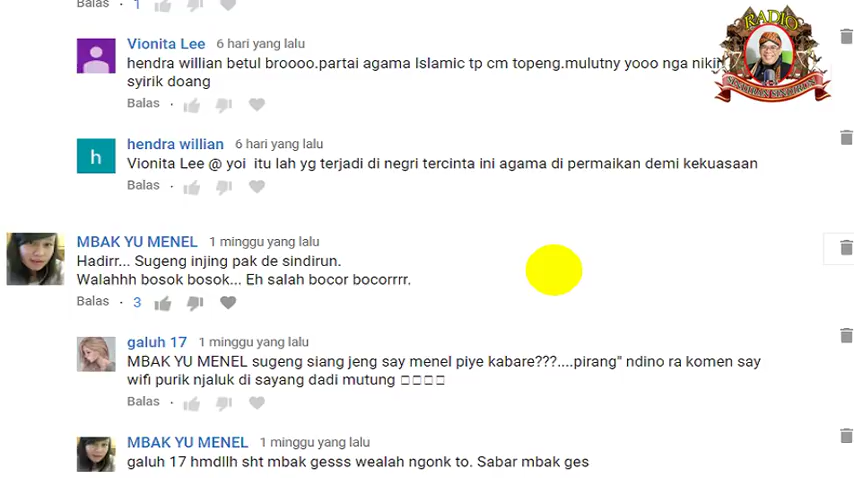 Balas · 1
RADIO
Vionita Lee 6 hari yang lalu
hendra willian betul broooo.partai agama Islamic tp cm topeng.mulutny yooo nga nikin
syirik doang
Balas ·
h
hendra willian 6 hari yang lalu
Vionita Lee @ yoi itu lah yg terjadi di negri tercinta ini agama di permaikan demi kekuasaan
Balas ·
MBAK YU MENEL 1 minggu yang lalu
Hadirr... Sugeng injing pak de sindirun.
Walahhh bosok bosok... Eh salah bocor bocorrrr.
Balas · 3
galuh 17 1 minggu yang lalu
MBAK YU MENEL sugeng siang jeng say menel piye kabare???....pirang" ndino ra komen say
wifi purik njaluk di sayang dadi mutung □□□□
Balas ·
MBAK YU MENEL 1 minggu yang lalu
galuh 17 hmdllh sht mbak gesss wealah ngonk to. Sabar mbak ges